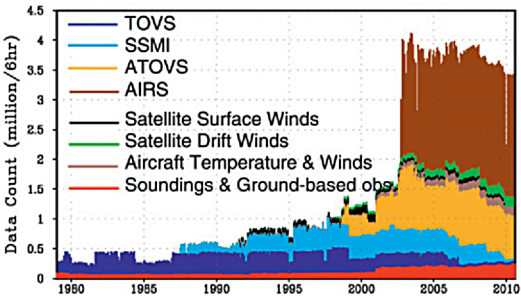 Data Count (million/6hr)
4.5
4
3.5
3
2.5
2
1.5
1
0.5
0
TOVS
SSMI
ATOVS
AIRS
Satellite Surface Winds
Satellite Drift Winds
Aircraft Temperature & Winds
Soundings & Ground-based obs
1980 1985 1990 1995 2000 2005 2010